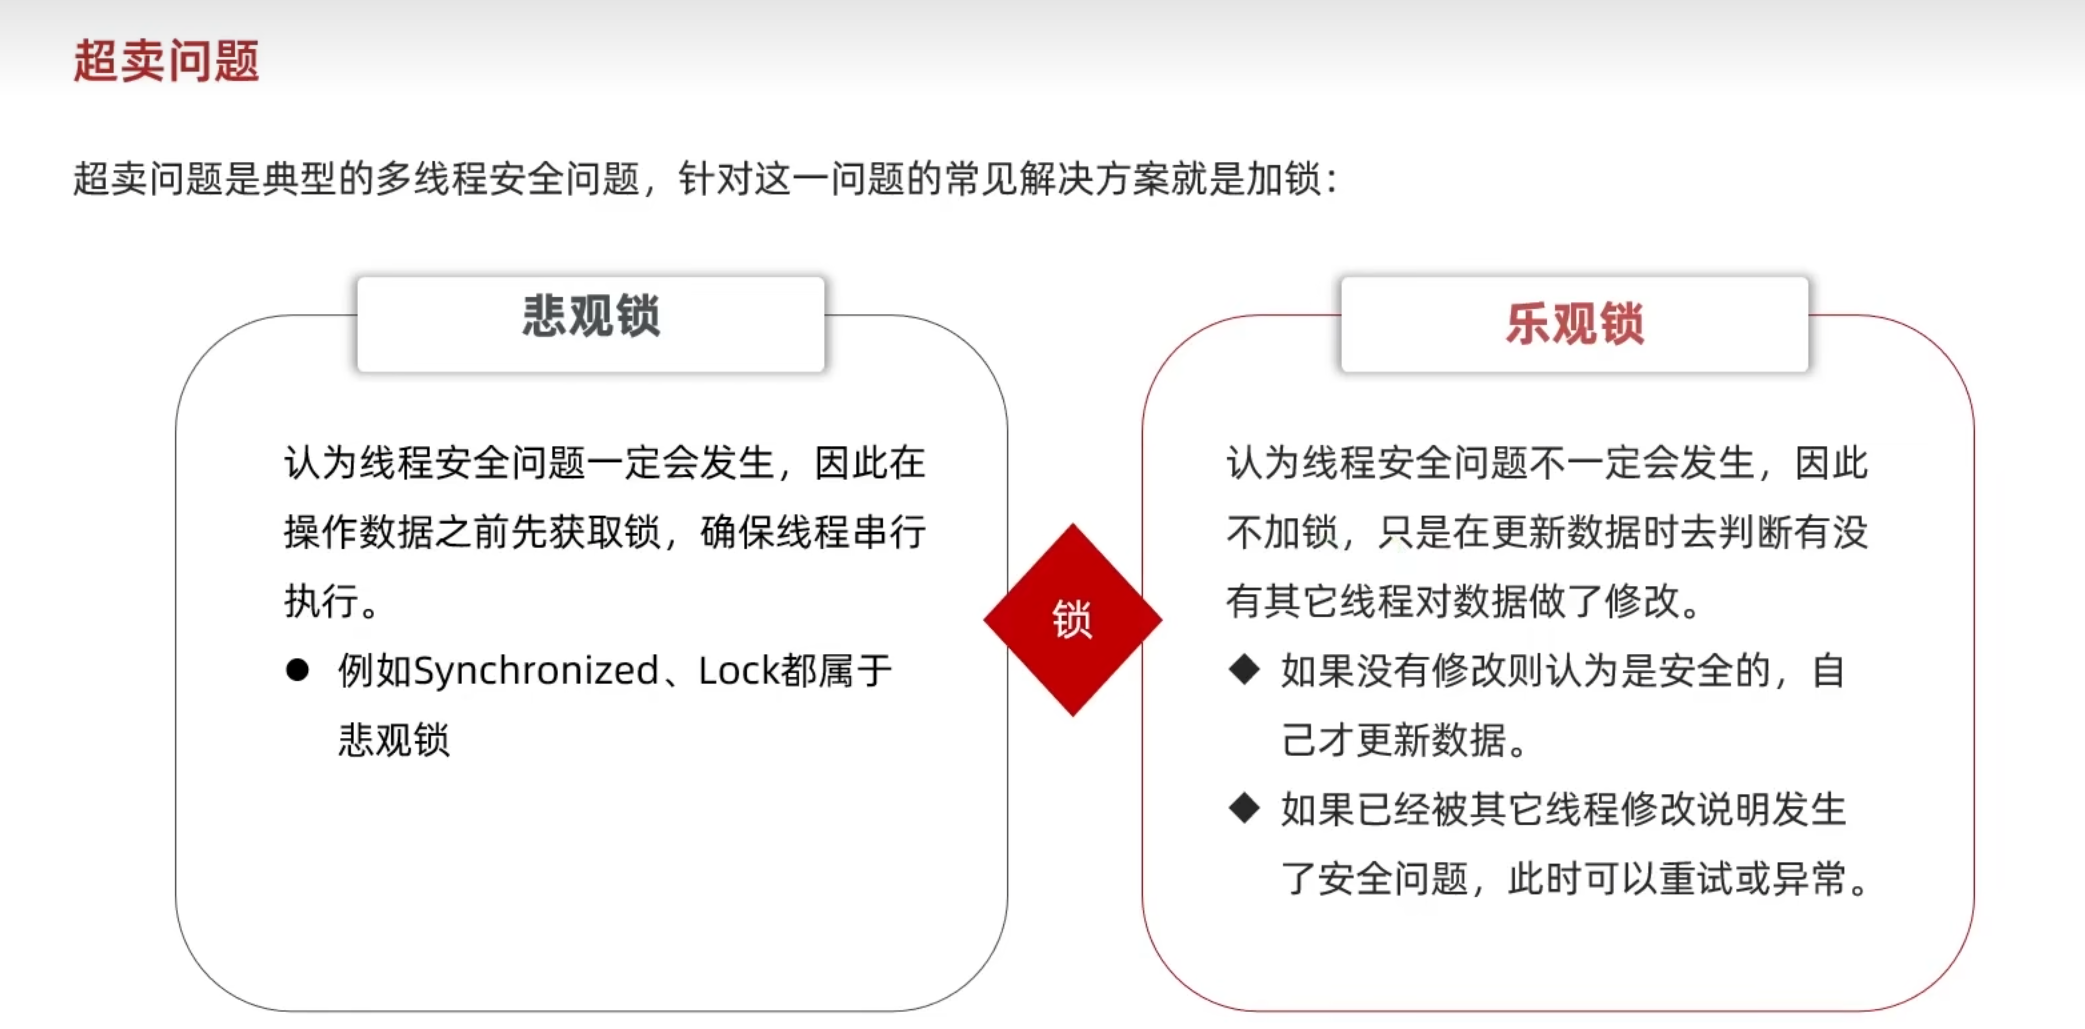 超卖问题
超卖问题是典型的多线程安全问题，针对这一问题的常见解决方案就是加锁：
悲观锁
认为线程安全问题一定会发生，因此在
操作数据之前先获取锁，确保线程串行
执行。
● 例如Synchronized、Lock都属于
悲观锁
锁
乐观锁
认为线程安全问题不一定会发生，因此
不加锁，只是在更新数据时去判断有没
有其它线程对数据做了修改。
◆ 如果没有修改则认为是安全的，自
己才更新数据。
◆ 如果已经被其它线程修改说明发生
了安全问题，此时可以重试或异常。